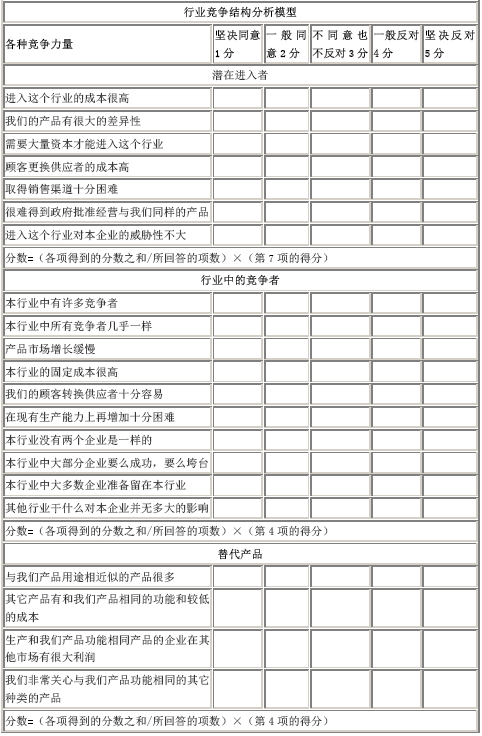 行业竞争结构分析模型
各种竞争力量
坚决同意
1分
一般同
意2分
不同意也
不反对3分
一般反对
4分
坚决反对
5分
潜在进入者
进入这个行业的成本很高
我们的产品有很大的差异性
需要大量资本才能进入这个行业
顾客更换供应者的成本高
取得销售渠道十分困难
很难得到政府批准经营与我们同样的产品
进入这个行业对本企业的威胁性不大
分数=(各项得到的分数之和/所回答的项数)×(第7项的得分)
行业中的竞争者
本行业中有许多竞争者
本行业中所有竞争者几乎一样
产品市场增长缓慢
本行业的固定成本很高
我们的顾客转换供应者十分容易
在现有生产能力上再增加十分困难
本行业没有两个企业是一样的
本行业中大部分企业要么成功，要么垮台
本行业中大多数企业准备留在本行业
其他行业干什么对本企业并无多大的影响
分数=(各项得到的分数之和/所回答的项数)×(第4项的得分)
替代产品
与我们产品用途相近似的产品很多
其它产品有和我们产品相同的功能和较低
的成本
生产和我们产品功能相同产品的企业在其
他市场有很大利润
我们非常关心与我们产品功能相同的其它
种类的产品
分数=(各项得到的分数之和/所回答的项数)×(第4项的得分)